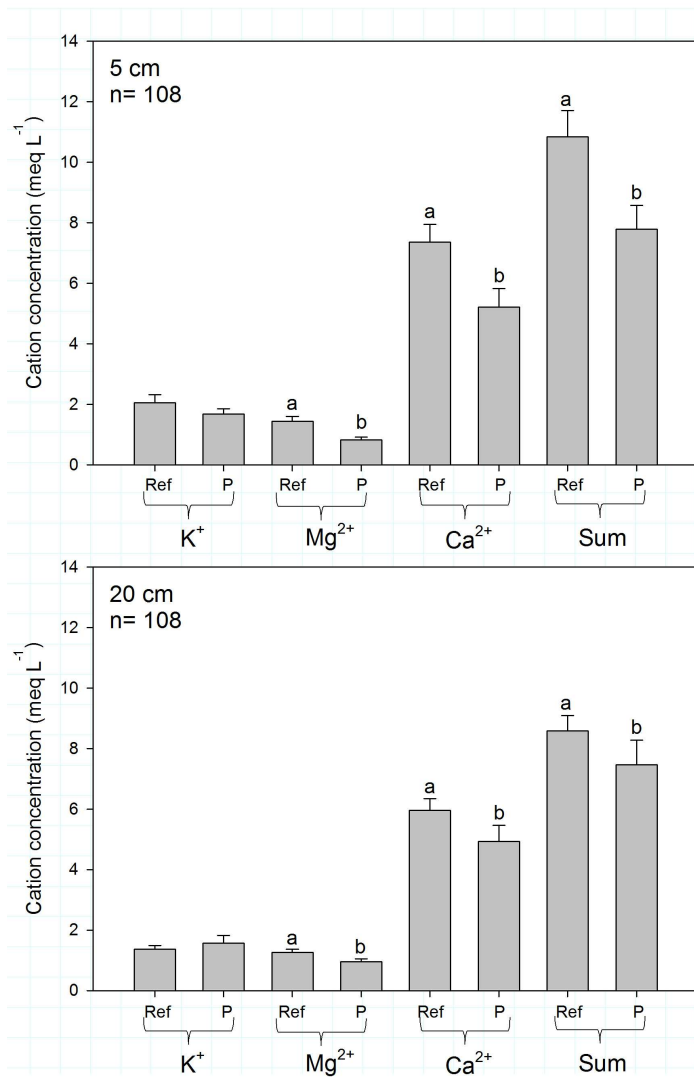 14
12
10
8
6
4
2
0
Cation concentration (meq L⁻¹)
5 cm
n= 108
a
b
a
b
a
b
Ref P Ref P Ref P Ref P
K⁺ Mg²⁺ Ca²⁺ Sum
14
12
10
8
6
4
2
0
Cation concentration (meq L⁻¹)
20 cm
n= 108
a
b
a
b
a
b
Ref P Ref P Ref P Ref P
K⁺ Mg²⁺ Ca²⁺ Sum